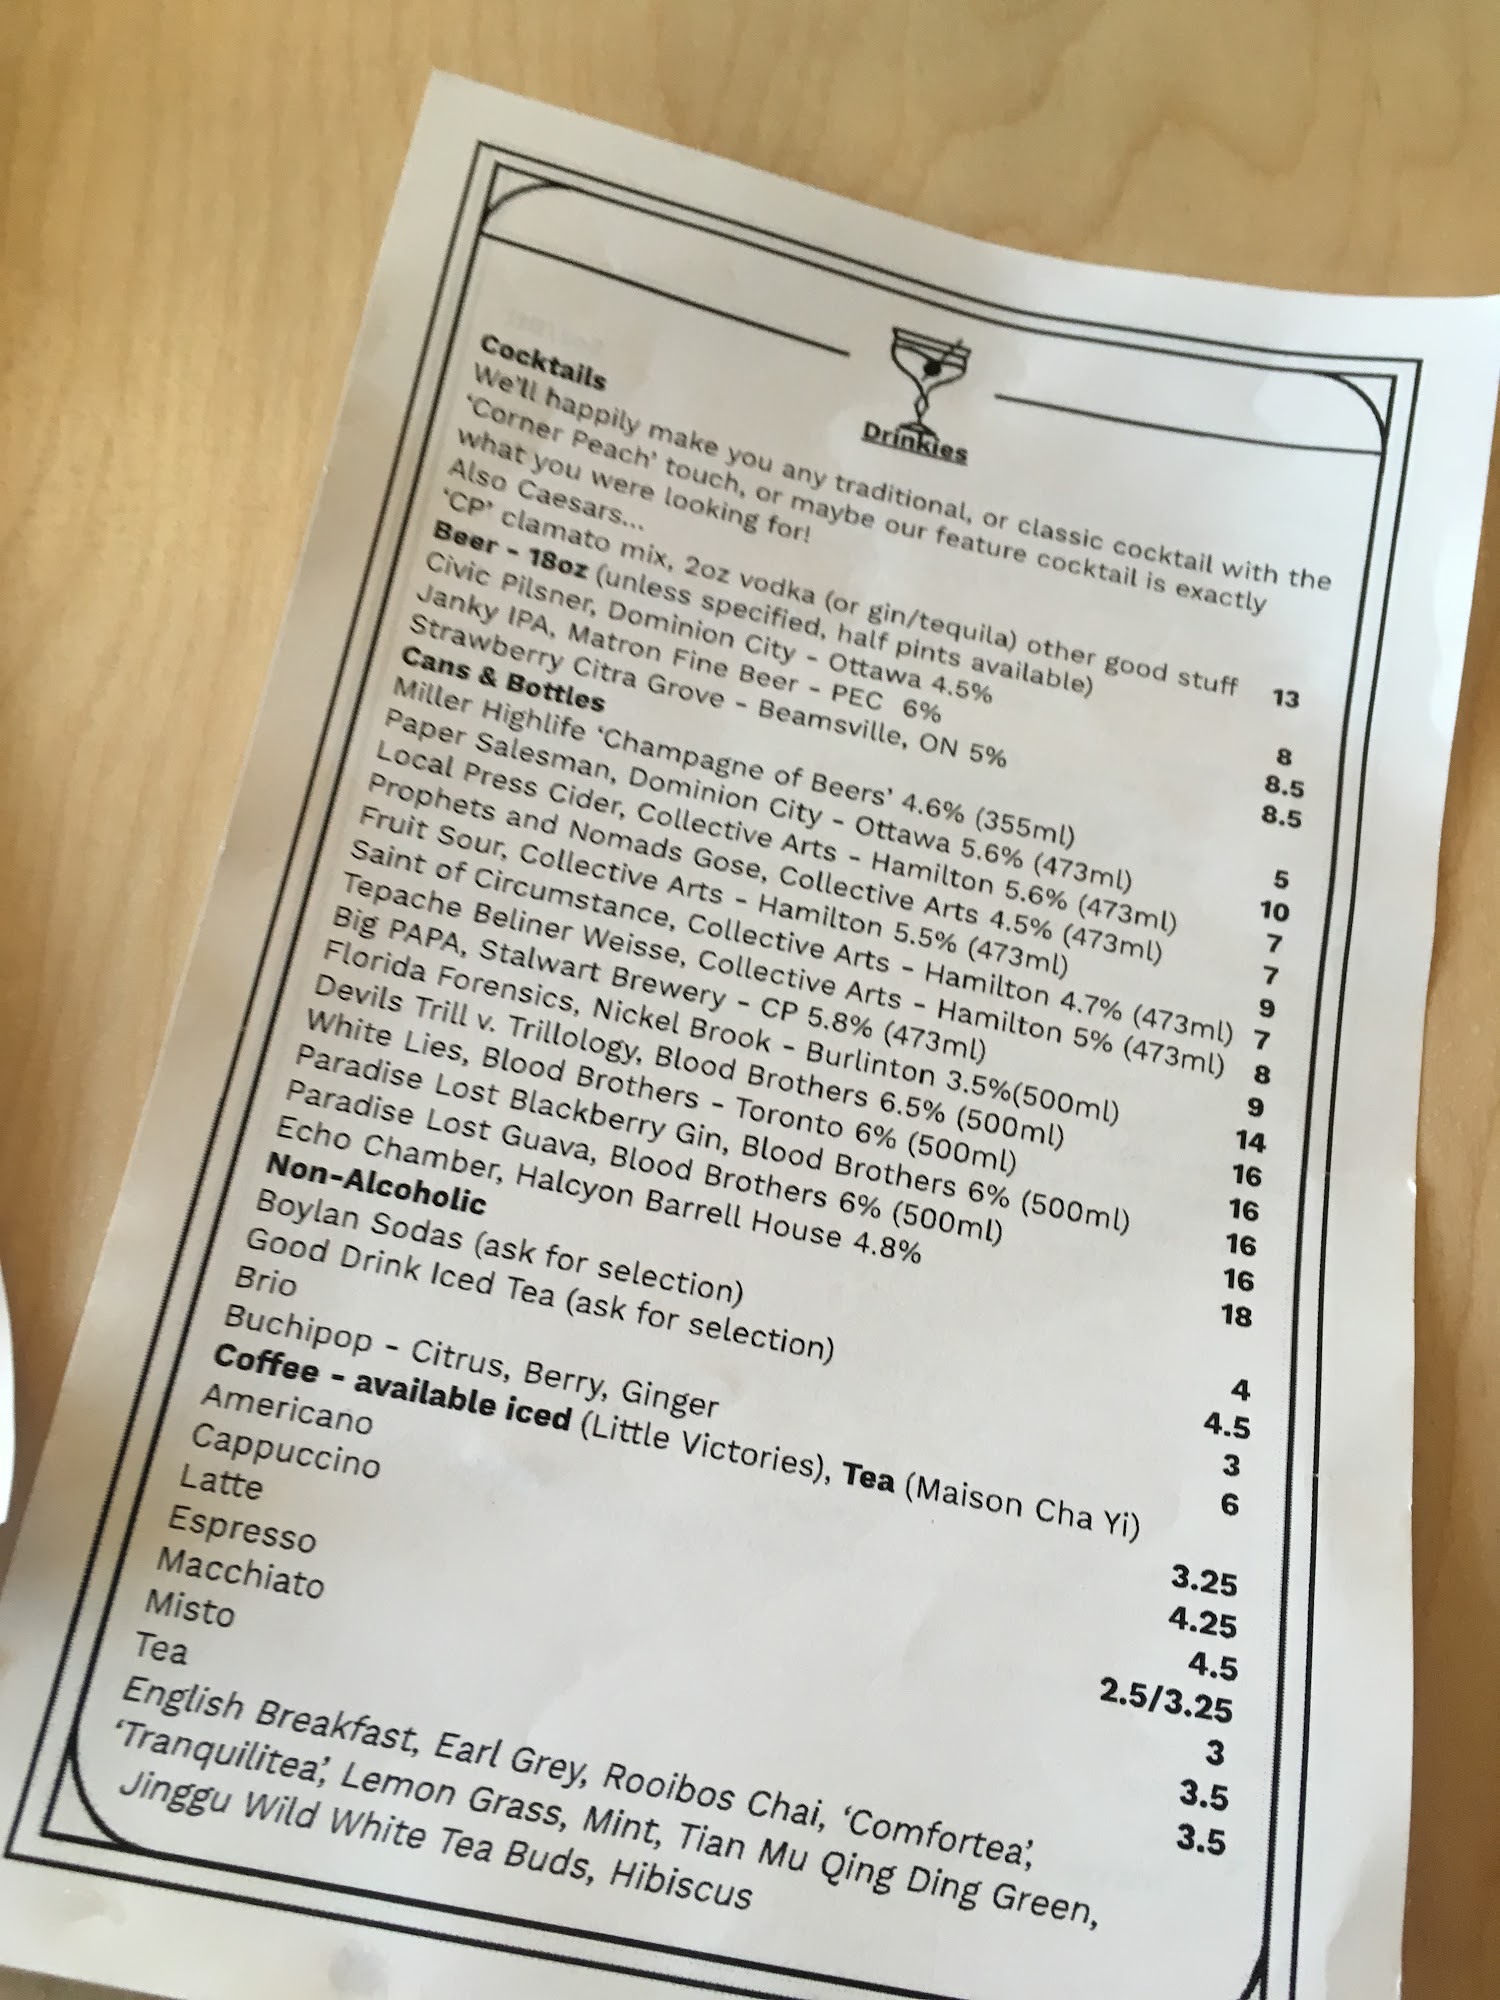 Drinkies
Cocktails
We'll happily make you any traditional, or classic cocktail with the
'Corner Peach' touch, or maybe our feature cocktail is exactly
what you were looking for!
Also Caesars...
'CP' clamato mix, 2oz vodka (or gin/tequila) other good stuff 13
Beer - 18oz (unless specified, half pints available)
Civic Pilsner, Dominion City - Ottawa 4.5% 8
Janky IPA, Matron Fine Beer - PEC 6% 8.5
Strawberry Citra Grove - Beamsville, ON 5% 8.5
Cans & Bottles
Miller Highlife 'Champagne of Beers' 4.6% (355ml) 5
Paper Salesman, Dominion City - Ottawa 5.6% (473ml) 10
Local Press Cider, Collective Arts - Hamilton 5.6% (473ml) 7
Prophets and Nomads Gose, Collective Arts 4.5% (473ml) 7
Fruit Sour, Collective Arts - Hamilton 5.5% (473ml) 9
Saint of Circumstance, Collective Arts - Hamilton 4.7% (473ml) 7
Tepache Beliner Weisse, Collective Arts - Hamilton 5% (473ml) 8
Big PAPA, Stalwart Brewery - CP 5.8% (473ml) 9
Florida Forensics, Nickel Brook - Burlinton 3.5%(500ml) 14
Devils Trill v. Trillology, Blood Brothers 6.5% (500ml) 16
White Lies, Blood Brothers - Toronto 6% (500ml) 16
Paradise Lost Blackberry Gin, Blood Brothers 6% (500ml) 16
Paradise Lost Guava, Blood Brothers 6% (500ml) 16
Echo Chamber, Halcyon Barrell House 4.8% 18
Non-Alcoholic
Boylan Sodas (ask for selection) 4
Good Drink Iced Tea (ask for selection) 4.5
Brio 3
Buchipop - Citrus, Berry, Ginger 6
Coffee - available iced (Little Victories), Tea (Maison Cha Yi)
Americano 3.25
Cappuccino 4.25
Latte 4.5
Espresso 2.5/3.25
Macchiato 3
Misto 3.5
Tea 3.5
English Breakfast, Earl Grey, Rooibos Chai, 'Comfortea',
'Tranquilitea', Lemon Grass, Mint, Tian Mu Qing Ding Green,
Jinggu Wild White Tea Buds, Hibiscus